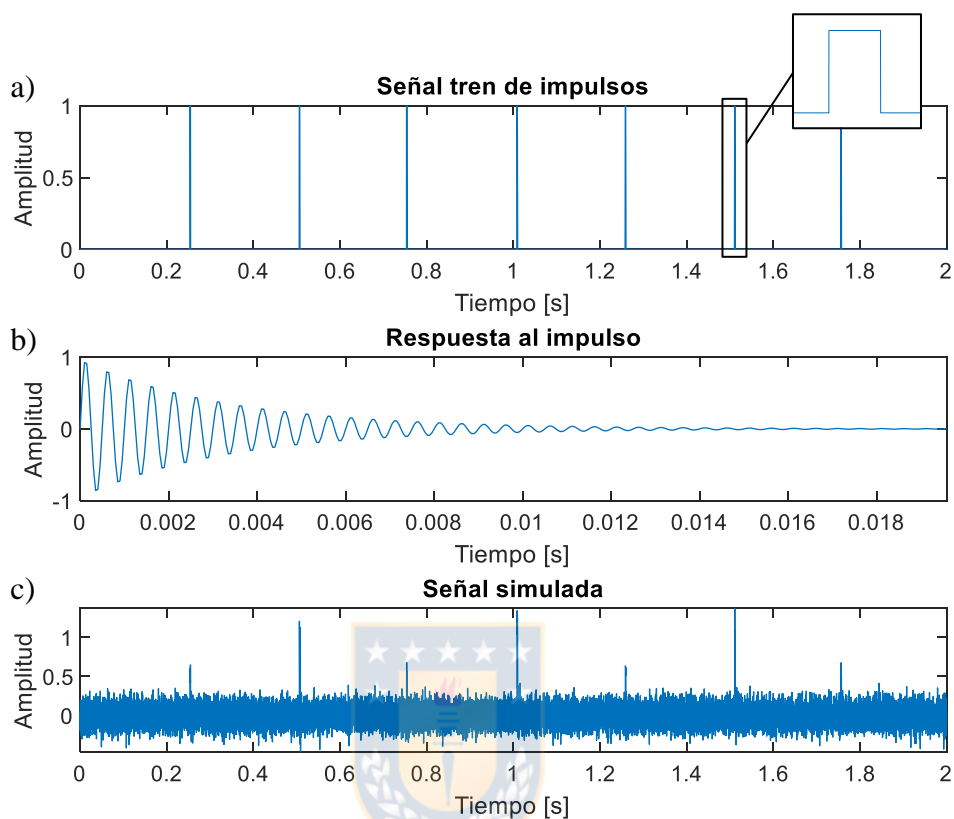 a)
Señal tren de impulsos
Amplitud
1
0.5
0
0 0.2 0.4 0.6 0.8 1 1.2 1.4 1.6 1.8 2
Tiempo [s]
b)
Respuesta al impulso
Amplitud
1
0
-1
0 0.002 0.004 0.006 0.008 0.01 0.012 0.014 0.016 0.018
Tiempo [s]
c)
Señal simulada
Amplitud
1
0.5
0
0 0.2 0.4 0.6 0.8 1 1.2 1.4 1.6 1.8 2
Tiempo [s]